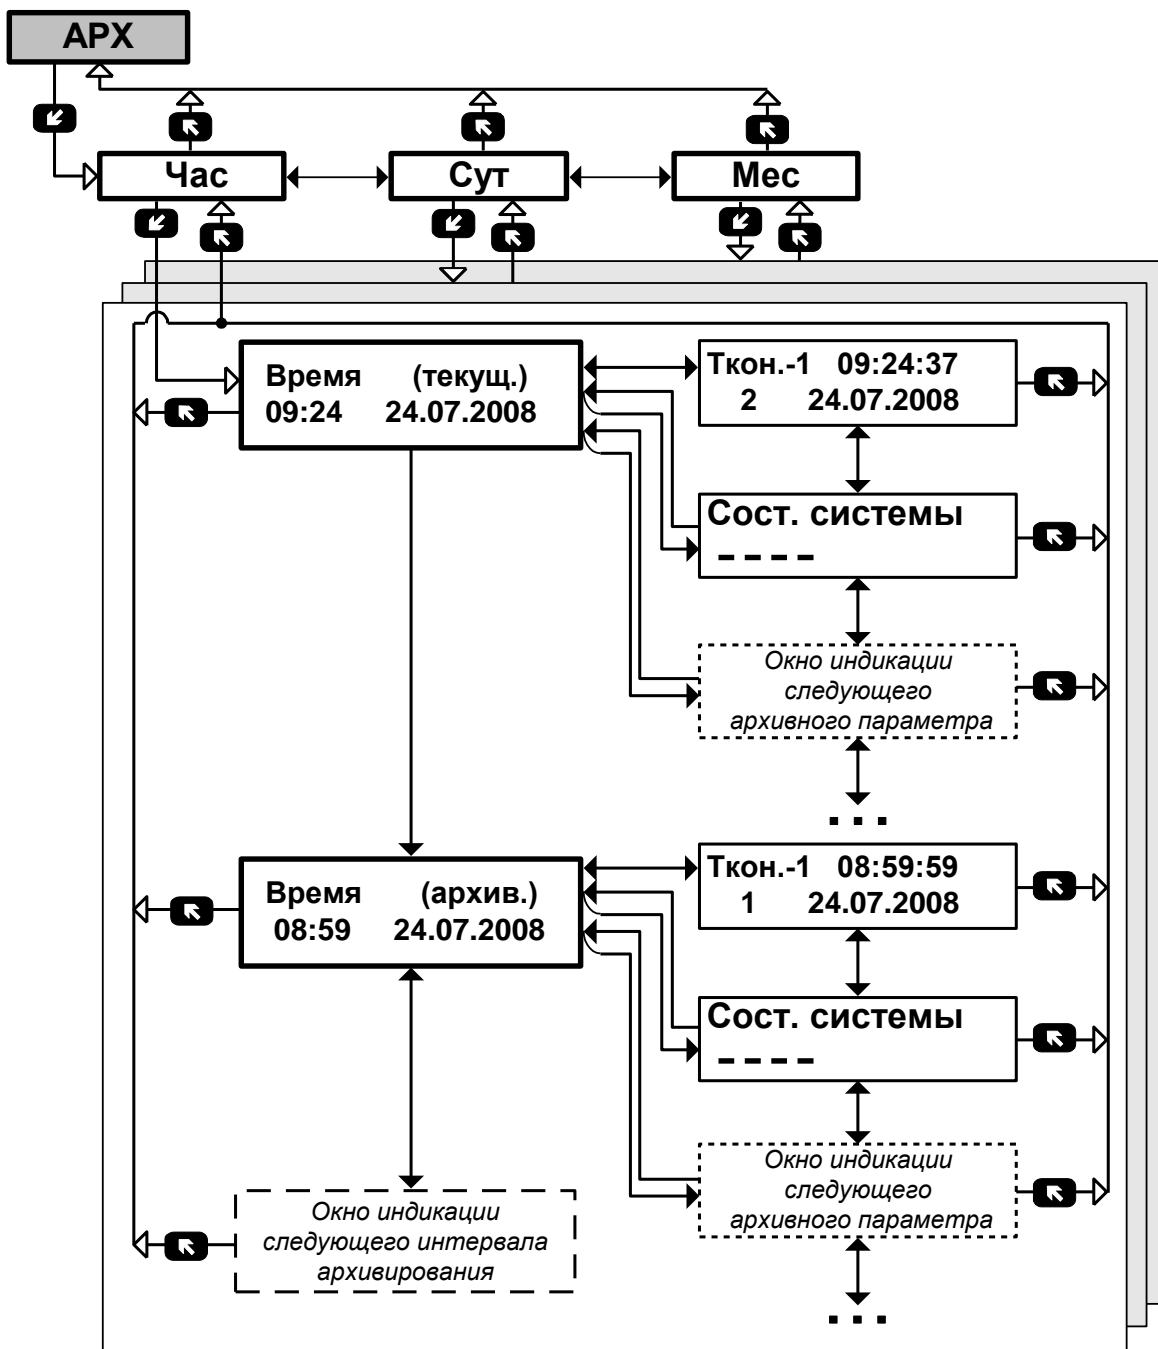 АРХ
Час
Сут
Мес
Время (текущ.)
09:24 24.07.2008
Ткон.-1 09:24:37
2 24.07.2008
Сост. системы
– – – –
Окно индикации
следующего
архивного параметра
. . .
Время (архив.)
08:59 24.07.2008
Ткон.-1 08:59:59
1 24.07.2008
Сост. системы
– – – –
Окно индикации
следующего интервала
архивирования
Окно индикации
следующего
архивного параметра
. . .